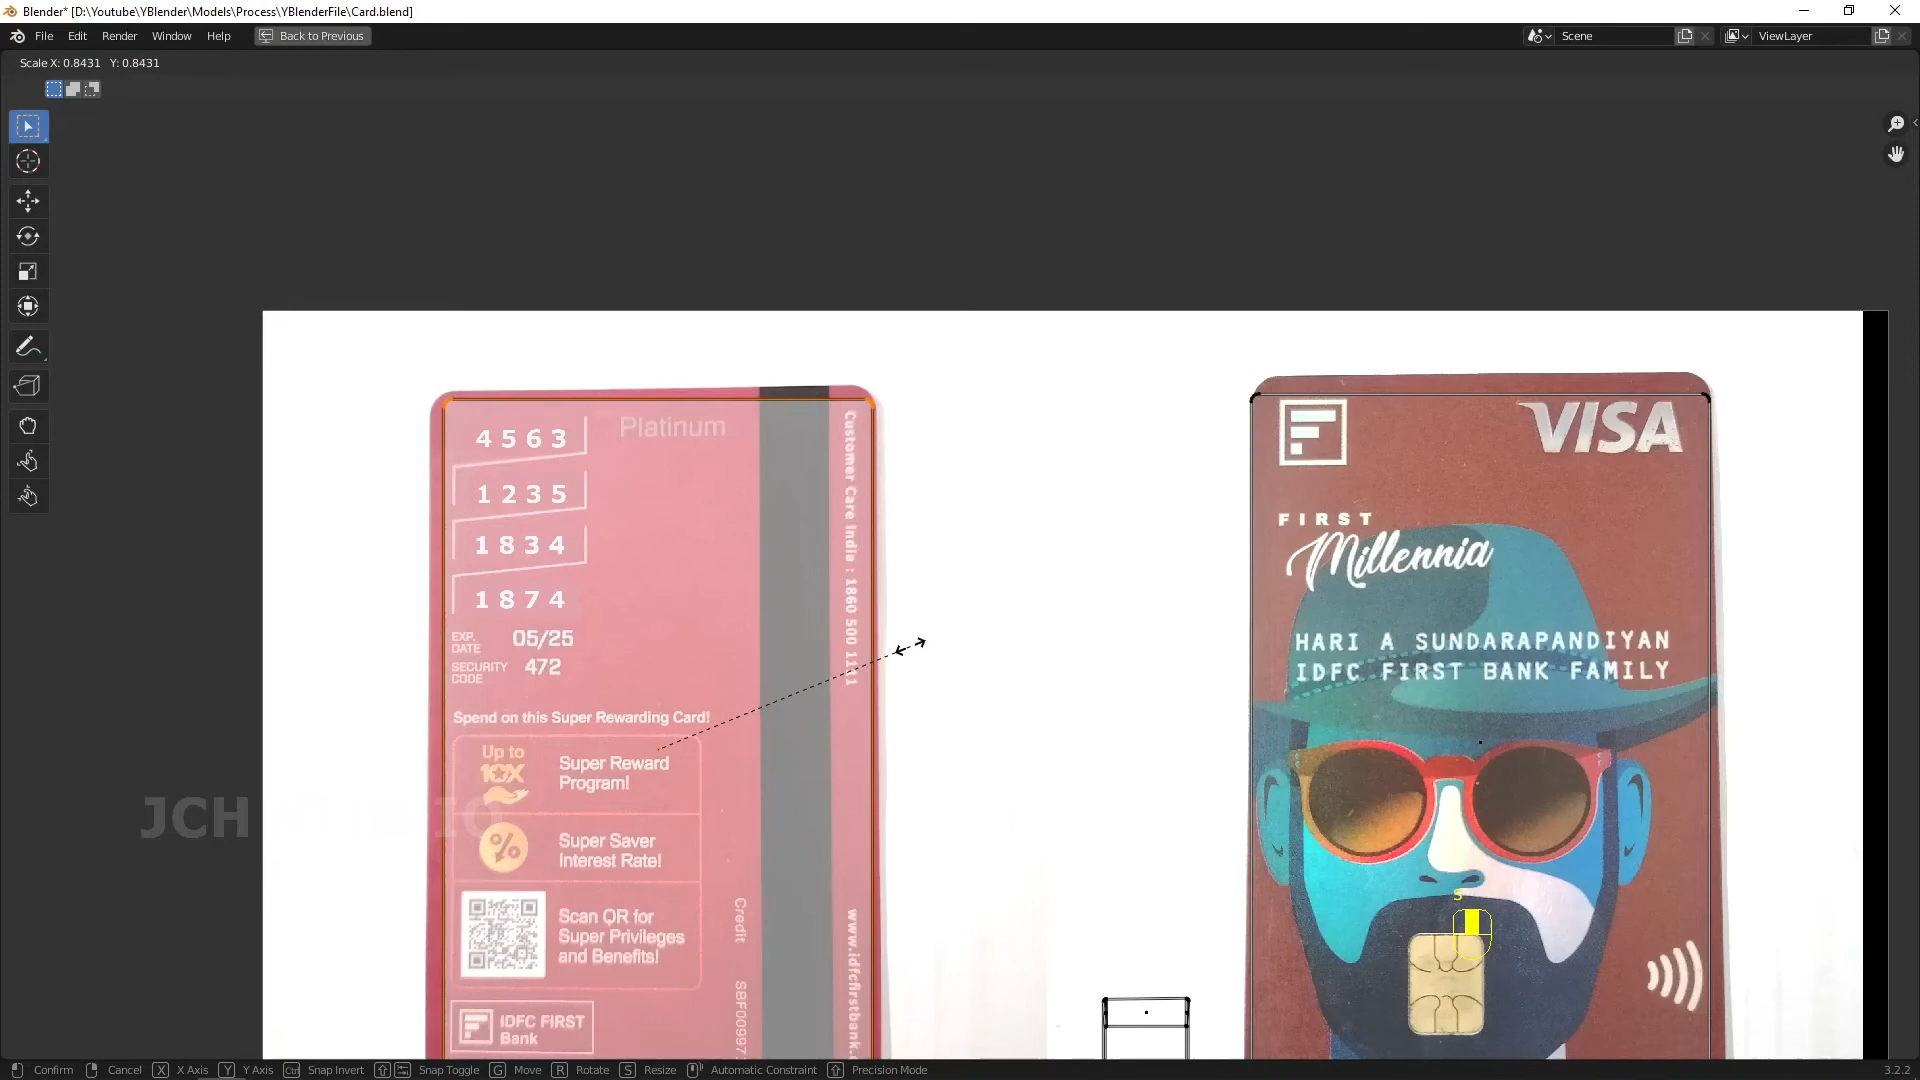 Blender* [D:\Youtube\YBlender\Models\Process\YBlenderFile\Card.blend]
File Edit Render Window Help Back to Previous Scene ViewLayer
Scale X: 0.8431 Y: 0.8431
Platinum
4563
1235
1834
1874
EXP. DATE 05/25
SECURITY CODE 472
Spend on this Super Rewarding Card!
Up to 10X
Super Reward
Program!
%
Super Saver
Interest Rate!
Scan QR for
Super Privileges
and Benefits!
IDFC FIRST
Bank
Customer Care India : 1860 500 1111
Credit
SBF00997
www.idfcfirstbank.c
VISA
FIRST
Millennia
HARI A SUNDARAPANDIYAN
IDFC FIRST BANK FAMILY
S
JCH
Confirm Cancel X X Axis Y Y Axis Ctrl Snap Invert Snap Toggle G Move R Rotate S Resize Automatic Constraint Precision Mode 3.2.2